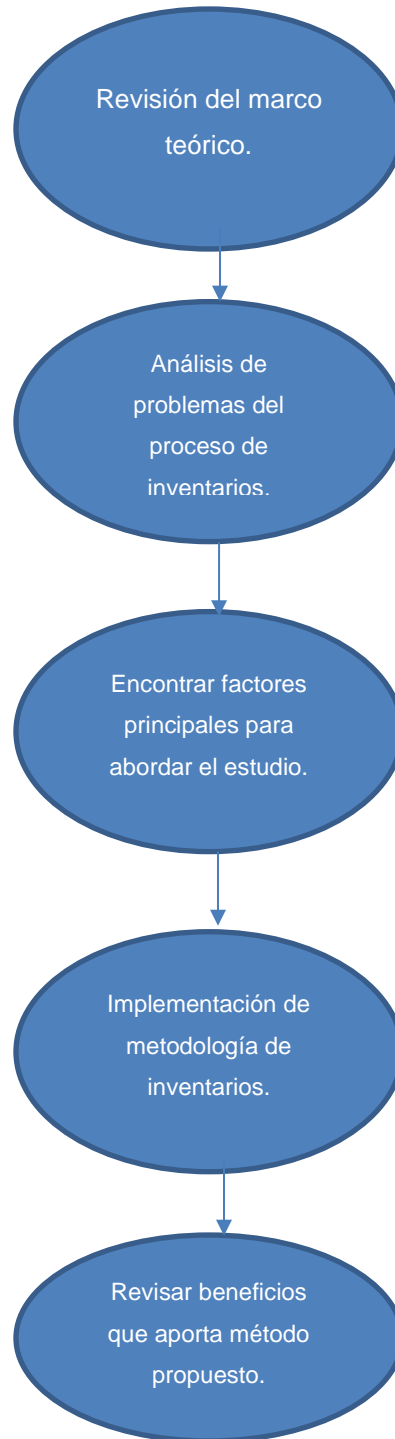 Revisión del marco
teórico.
Análisis de
problemas del
proceso de
inventarios.
Encontrar factores
principales para
abordar el estudio.
Implementación de
metodología de
inventarios.
Revisar beneficios
que aporta método
propuesto.